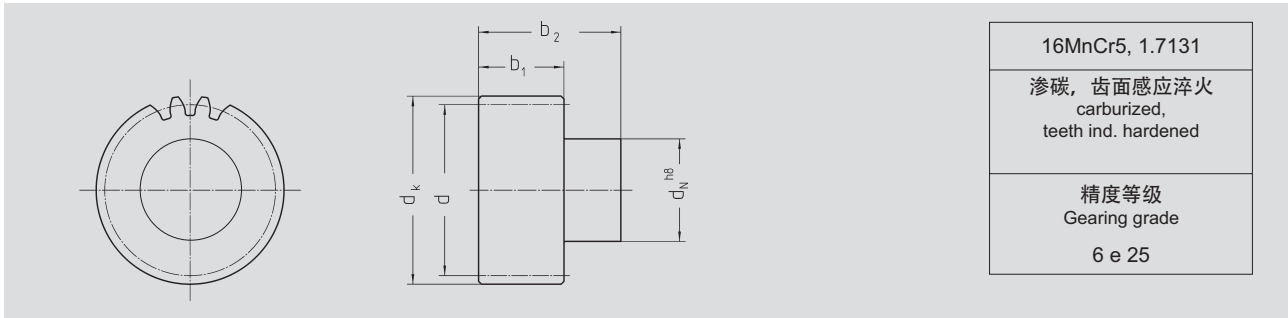 b2
b1
dk
d
dN h8
16MnCr5, 1.7131
渗碳，齿面感应淬火
carburized,
teeth ind. hardened
精度等级
Gearing grade
6 e 25